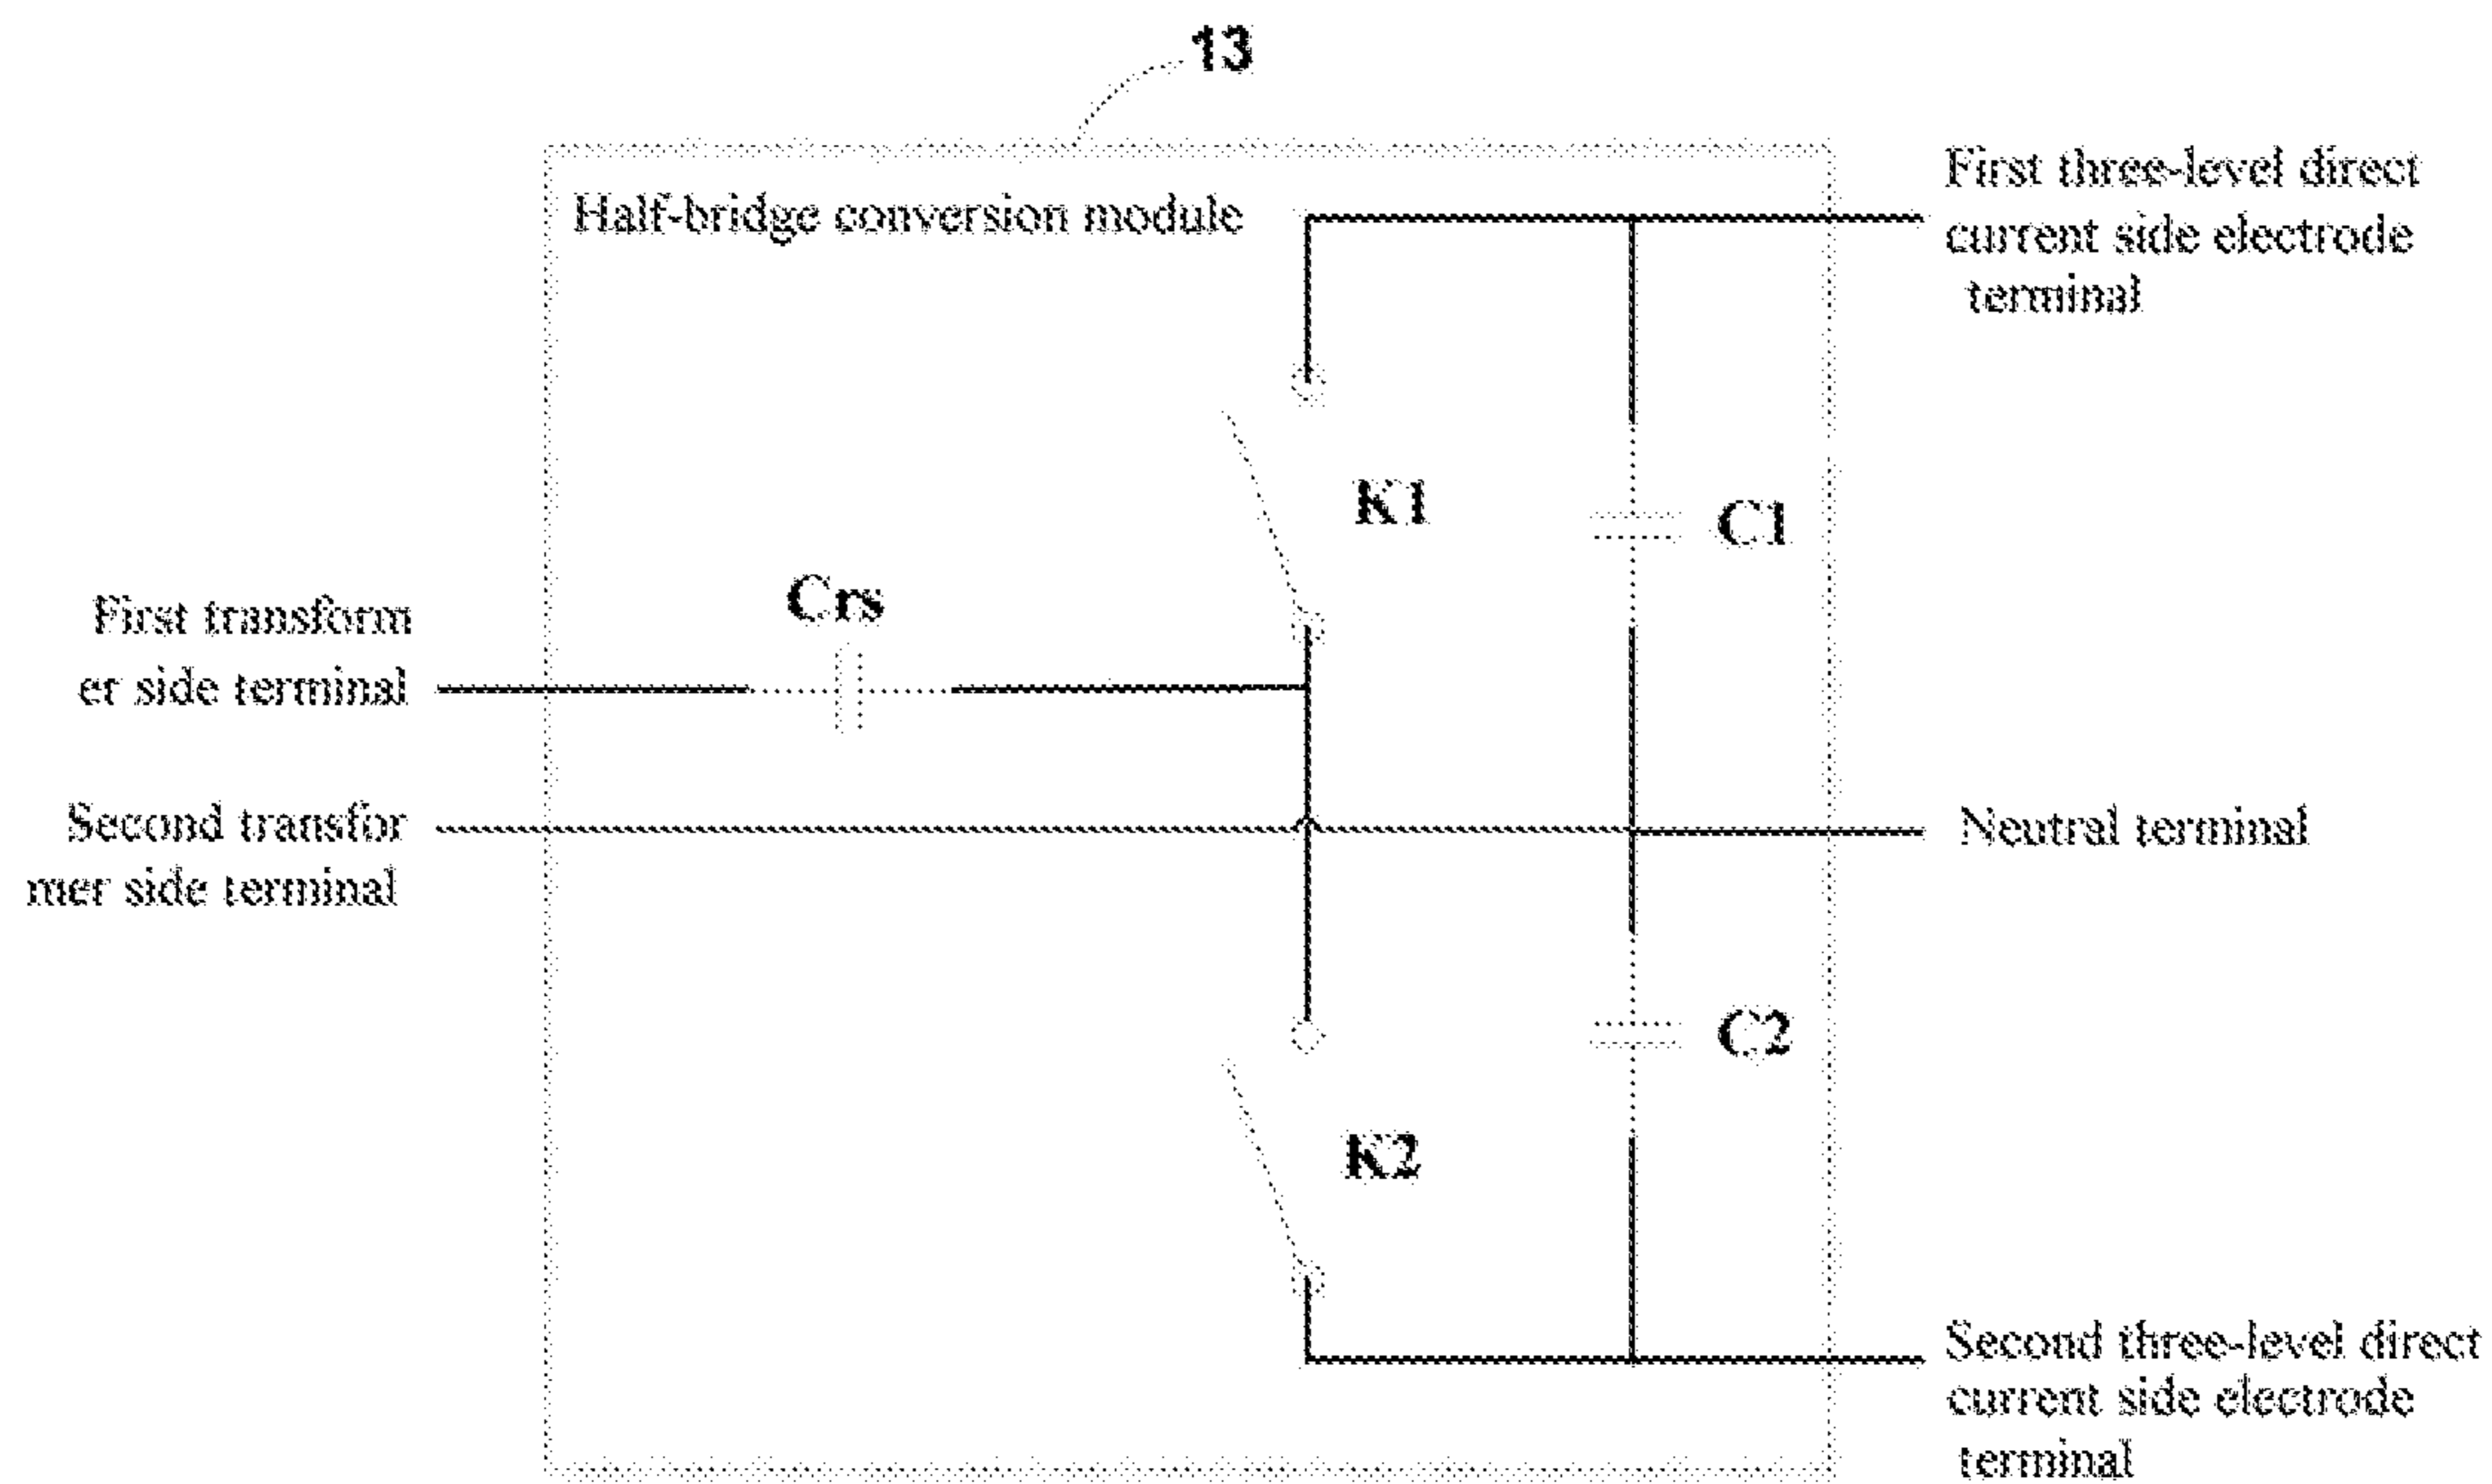 13
Half-bridge conversion module
First three-level direct
current side electrode
terminal
K1
C1
Crs
First transform
er side terminal
Second transfor
mer side terminal
Neutral terminal
C2
K2
Second three-level direct
current side electrode
terminal